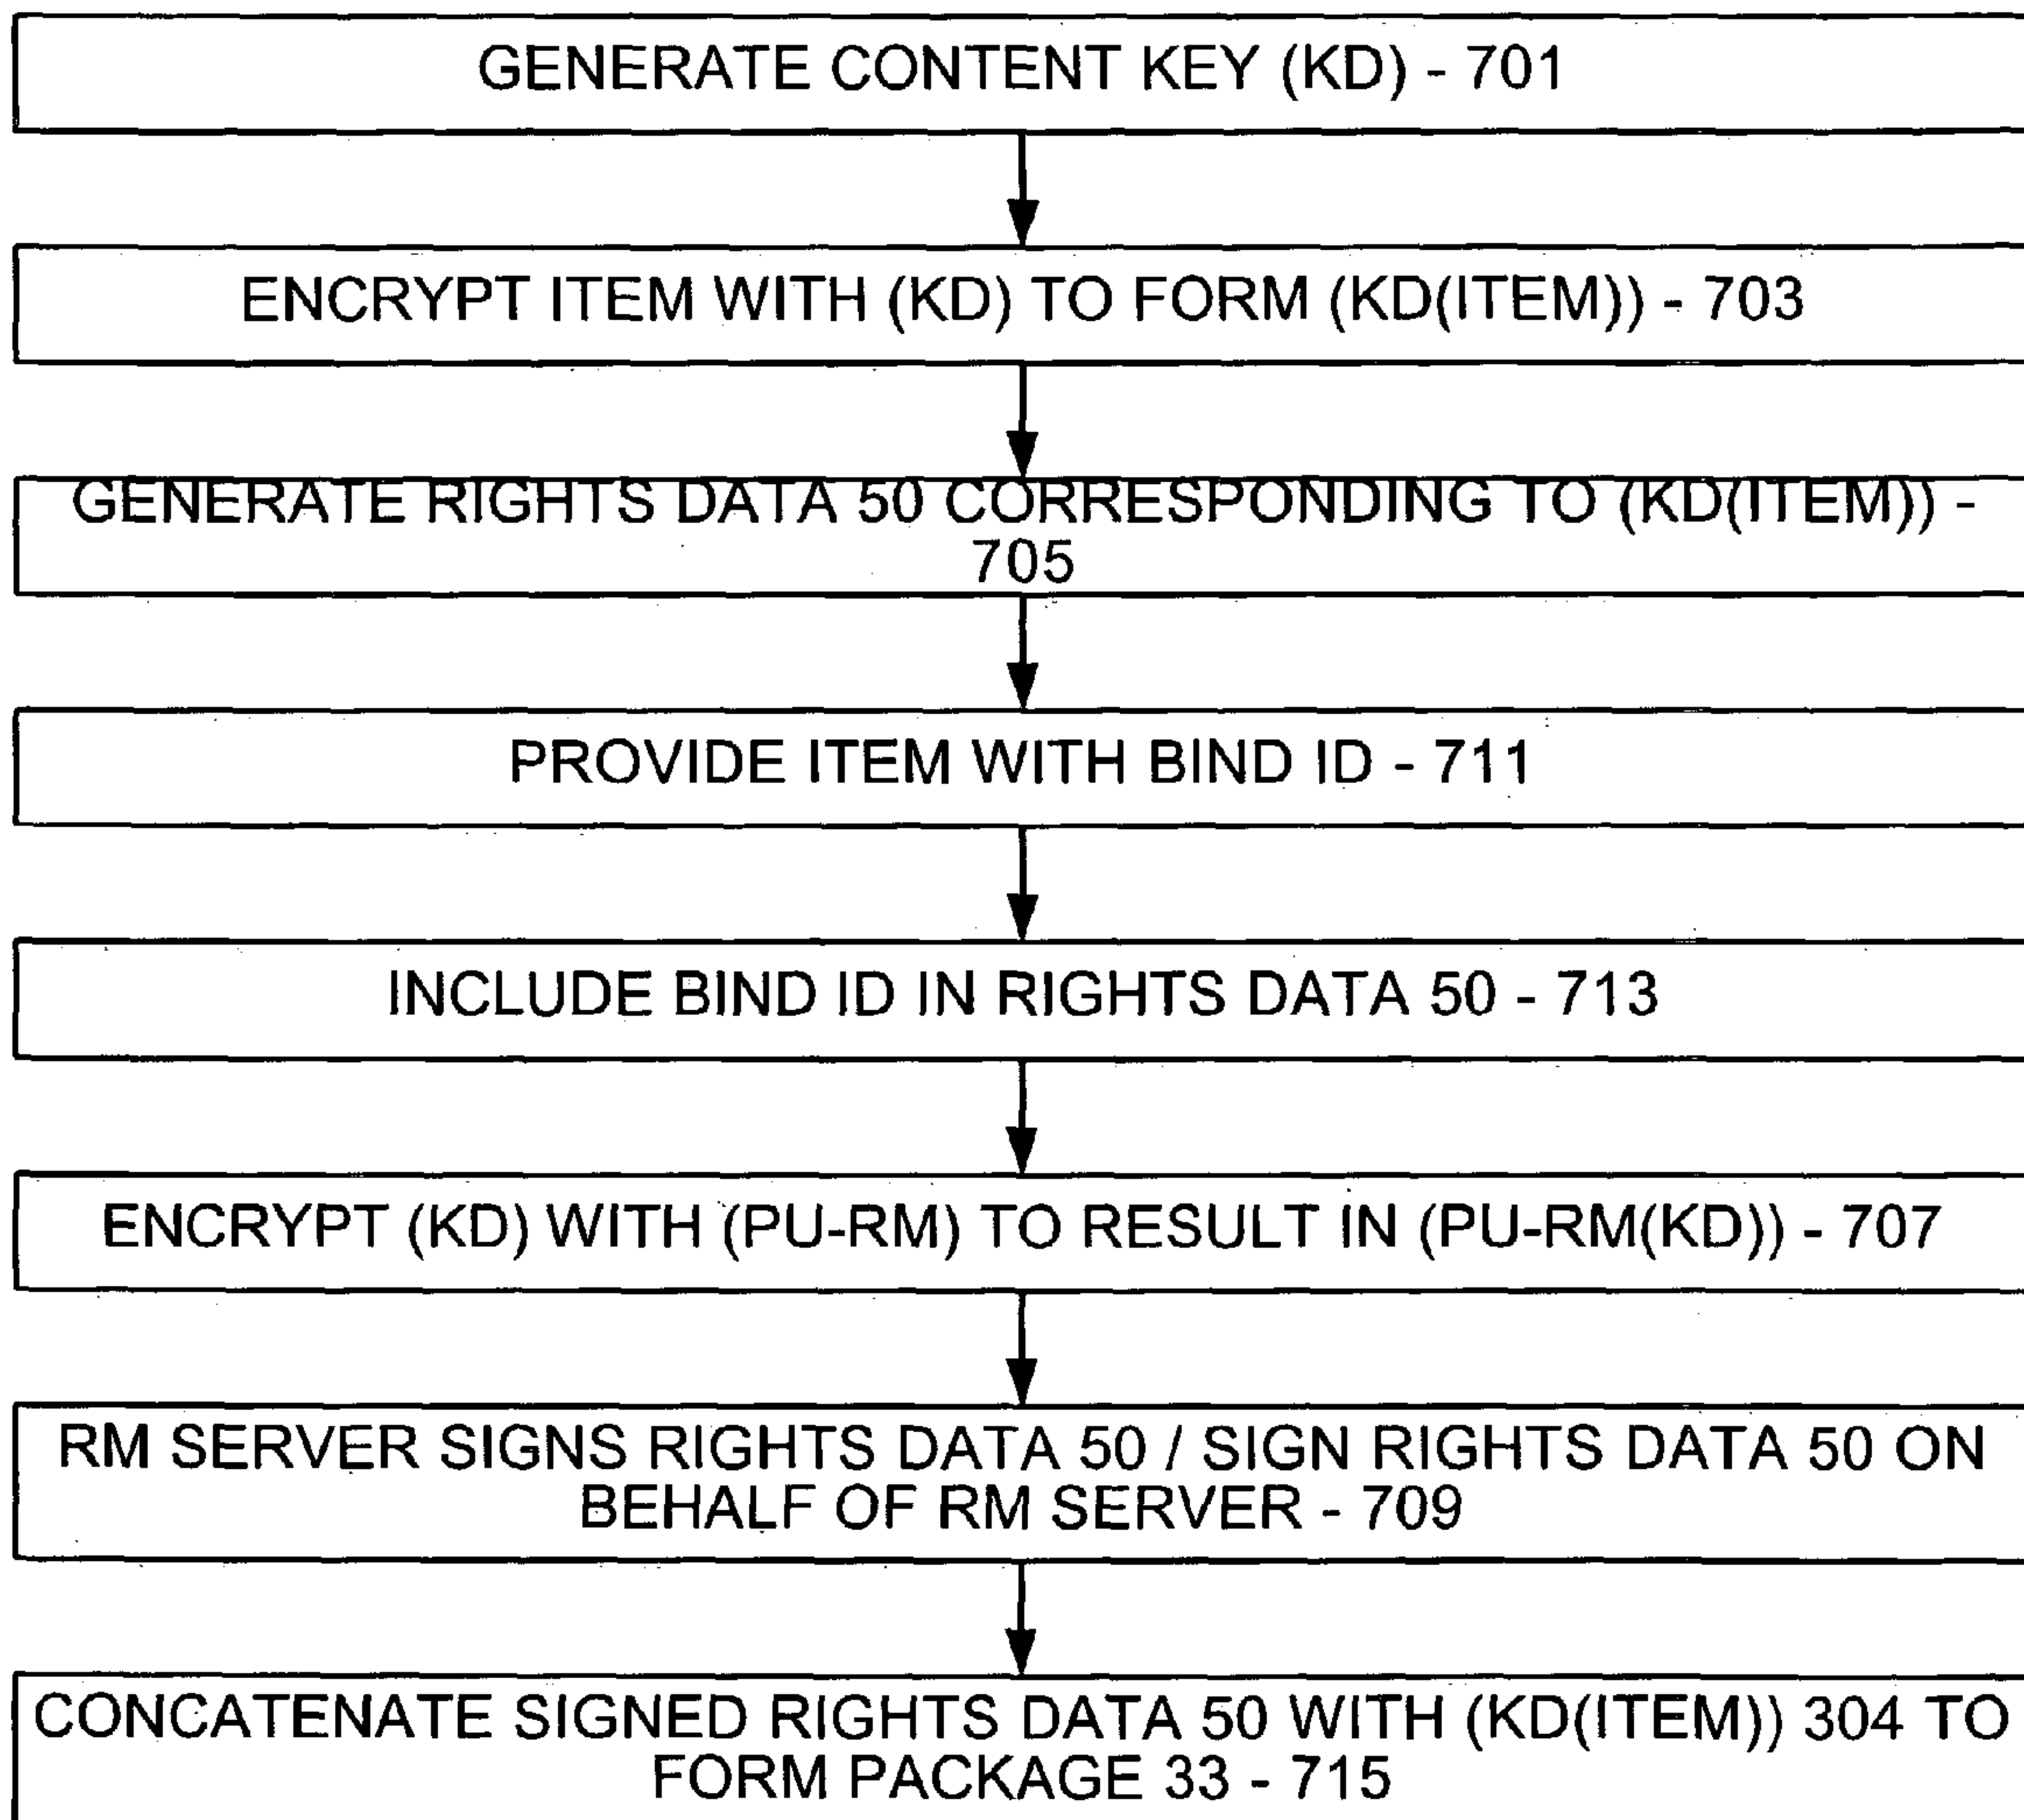 GENERATE CONTENT KEY (KD) - 701
ENCRYPT ITEM WITH (KD) TO FORM (KD(ITEM)) - 703
GENERATE RIGHTS DATA 50 CORRESPONDING TO (KD(ITEM)) -
705
PROVIDE ITEM WITH BIND ID - 711
INCLUDE BIND ID IN RIGHTS DATA 50 - 713
ENCRYPT (KD) WITH (PU-RM) TO RESULT IN (PU-RM(KD)) - 707
RM SERVER SIGNS RIGHTS DATA 50 / SIGN RIGHTS DATA 50 ON
BEHALF OF RM SERVER - 709
CONCATENATE SIGNED RIGHTS DATA 50 WITH (KD(ITEM)) 304 TO
FORM PACKAGE 33 - 715